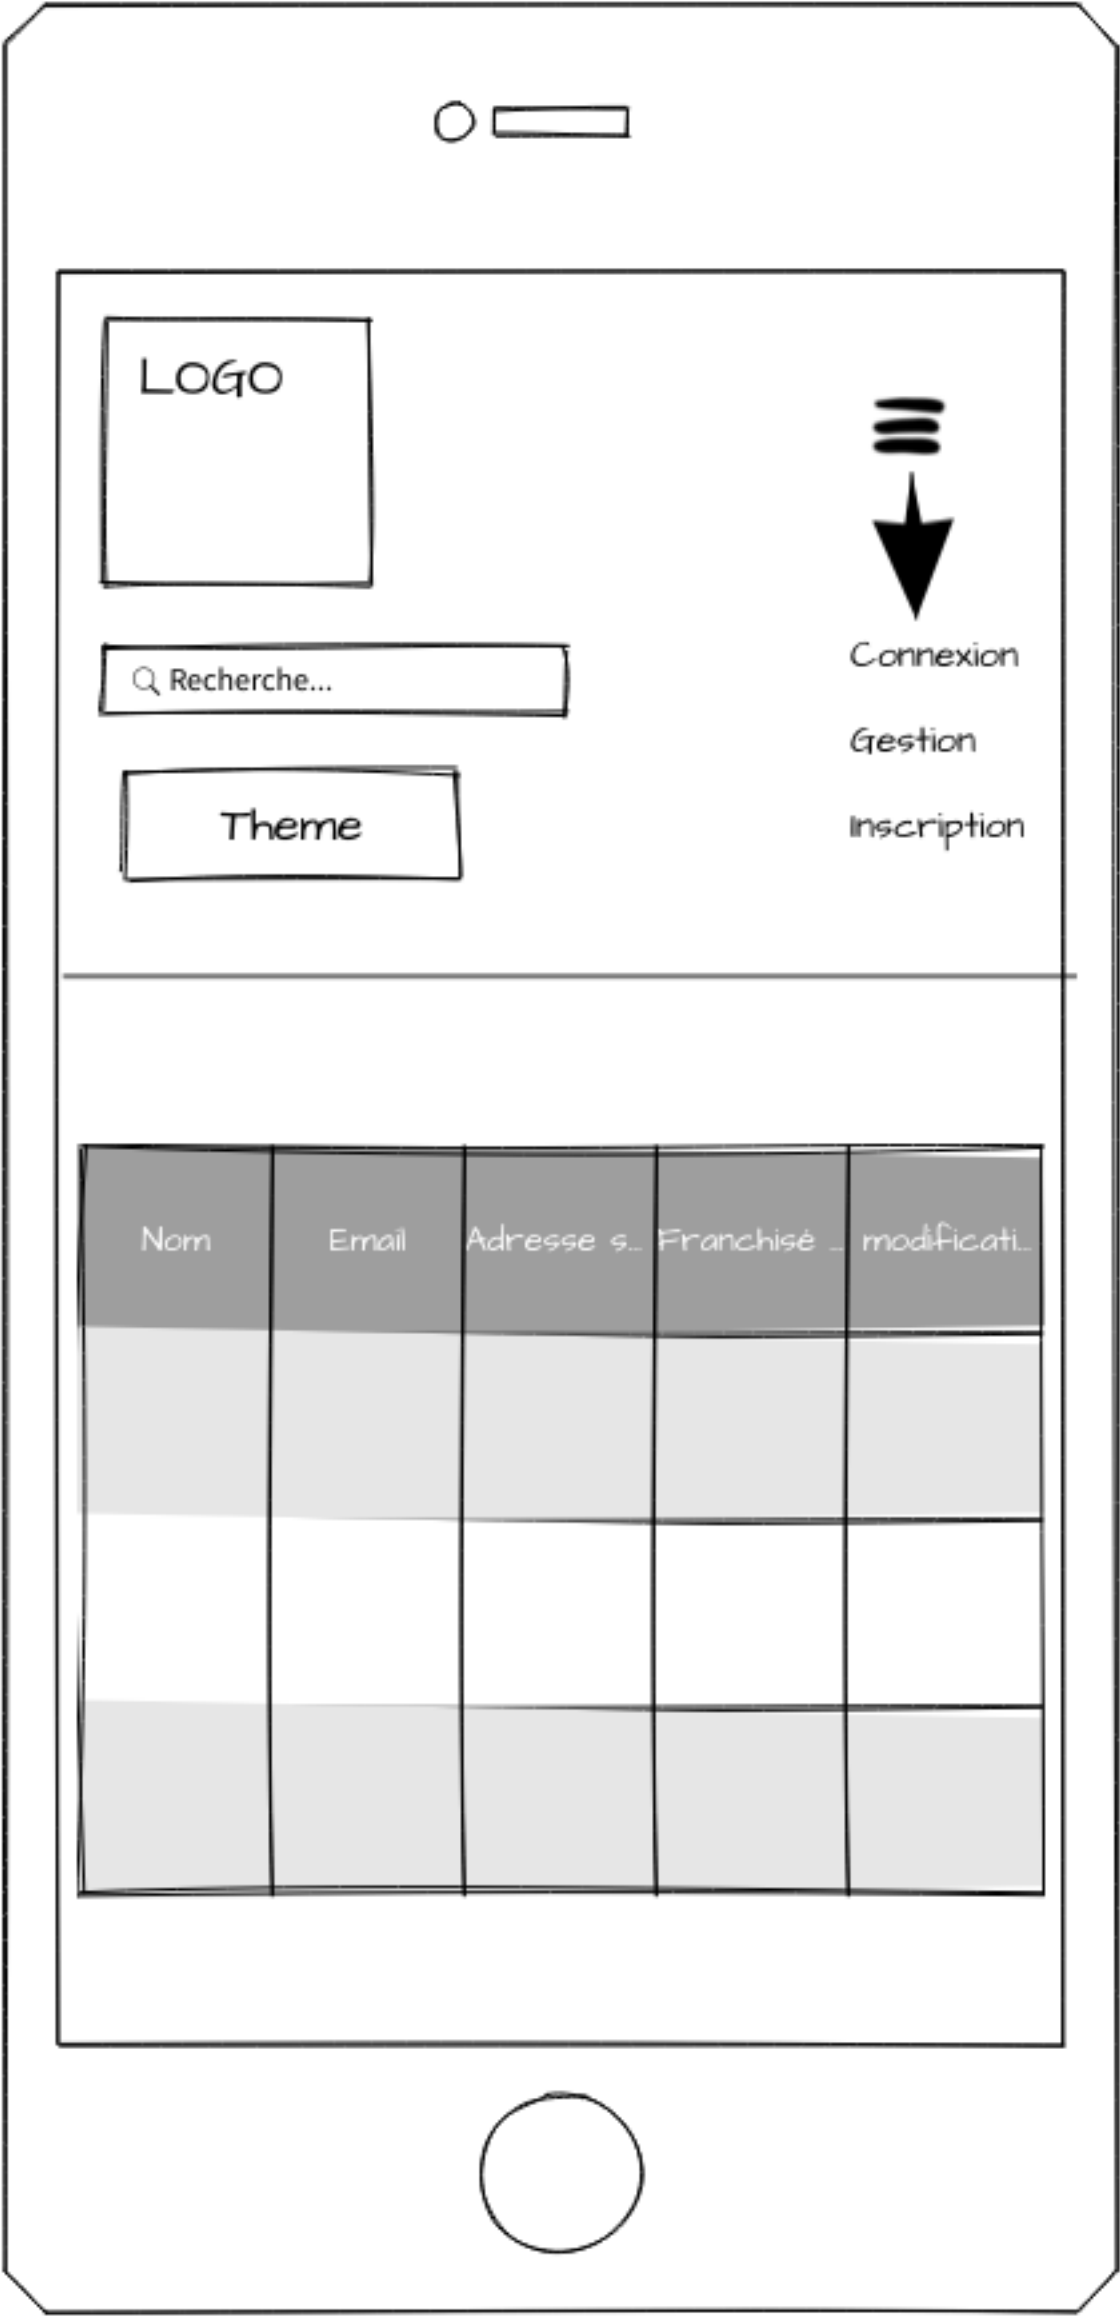 LOGO
Recherche...
Theme
Connexion
Gestion
Inscription
Nom Email Adresse s... Franchisé ... modificati...